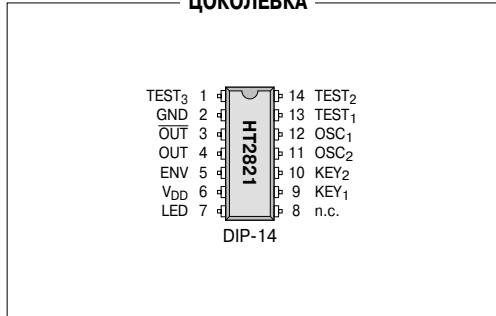 ЦОКОЛЕВКА
TEST3 1 14 TEST2
GND 2 13 TEST1
OUT 3 12 OSC1
OUT 4 11 OSC2
ENV 5 10 KEY2
VDD 6 9 KEY1
LED 7 8 n.c.
HT2821
DIP-14